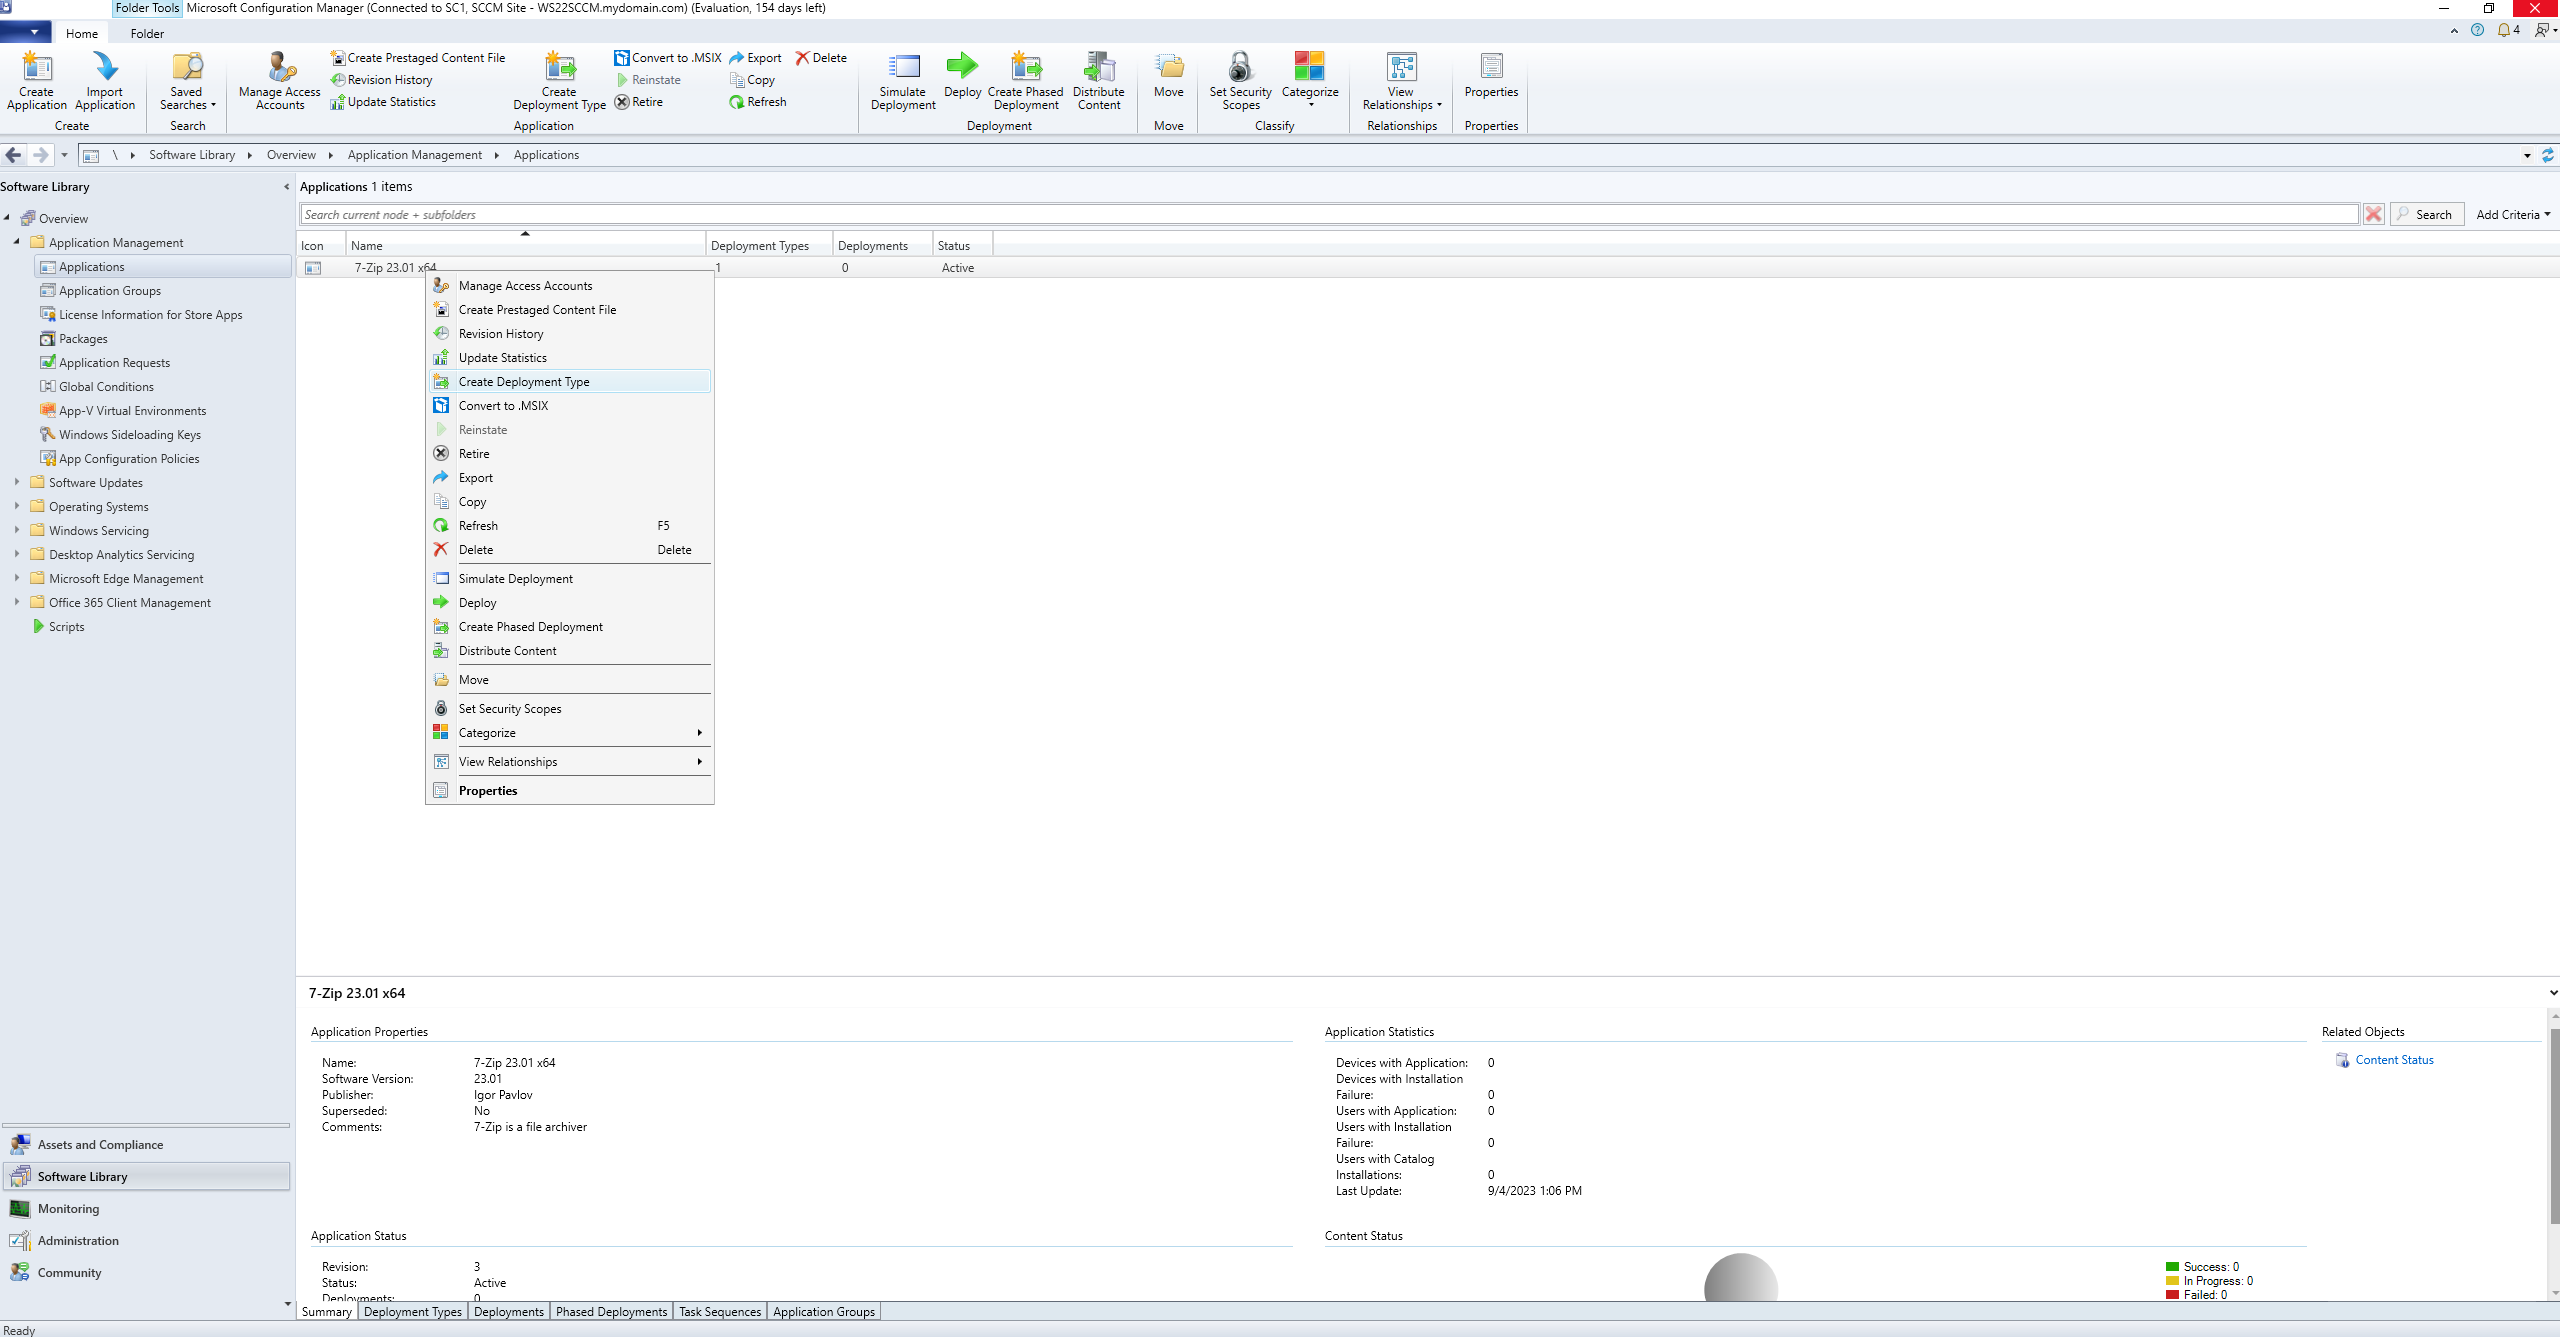 Folder Tools Microsoft Configuration Manager (Connected to SC1, SCCM Site - WS22SCCM.mydomain.com) (Evaluation, 154 days left)
Home Folder 4
Create Application
Import Application
Create
Saved Searches
Search
Manage Access Accounts
Create Prestaged Content File
Revision History
Update Statistics
Create Deployment Type
Convert to .MSIX
Reinstate
Retire
Export
Copy
Refresh
Delete
Application
Simulate Deployment
Deploy
Create Phased Deployment
Distribute Content
Deployment
Move
Move
Set Security Scopes
Categorize
Classify
View Relationships
Relationships
Properties
Properties
\ Software Library Overview Application Management Applications
Software Library
Overview
Application Management
Applications
Application Groups
License Information for Store Apps
Packages
Application Requests
Global Conditions
App-V Virtual Environments
Windows Sideloading Keys
App Configuration Policies
Software Updates
Operating Systems
Windows Servicing
Desktop Analytics Servicing
Microsoft Edge Management
Office 365 Client Management
Scripts
Assets and Compliance
Software Library
Monitoring
Administration
Community
Applications 1 items
Search current node + subfolders Search Add Criteria
Icon Name Deployment Types Deployments Status
7-Zip 23.01 x64 1 0 Active
Manage Access Accounts
Create Prestaged Content File
Revision History
Update Statistics
Create Deployment Type
Convert to .MSIX
Reinstate
Retire
Export
Copy
Refresh F5
Delete Delete
Simulate Deployment
Deploy
Create Phased Deployment
Distribute Content
Move
Set Security Scopes
Categorize
View Relationships
Properties
7-Zip 23.01 x64
Application Properties
Name: 7-Zip 23.01 x64
Software Version: 23.01
Publisher: Igor Pavlov
Superseded: No
Comments: 7-Zip is a file archiver
Application Statistics
Devices with Application: 0
Devices with Installation
Failure: 0
Users with Application: 0
Users with Installation
Failure: 0
Users with Catalog
Installations: 0
Last Update: 9/4/2023 1:06 PM
Related Objects
Content Status
Application Status
Revision: 3
Status: Active
Deployments: 0
Content Status
Success: 0
In Progress: 0
Failed: 0
Summary Deployment Types Deployments Phased Deployments Task Sequences Application Groups
Ready